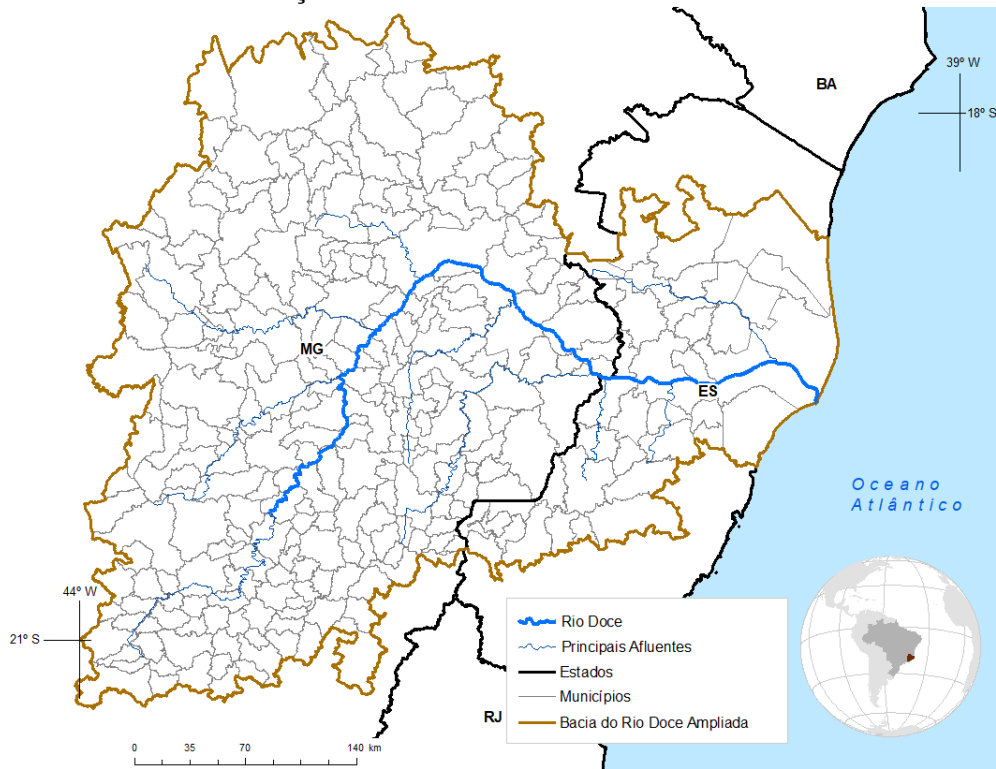 BA
39º W
18º S
MG
ES
Oceano
Atlântico
44º W
21º S
RJ
Rio Doce
Principais Afluentes
Estados
Municípios
Bacia do Rio Doce Ampliada
0 35 70 140 km